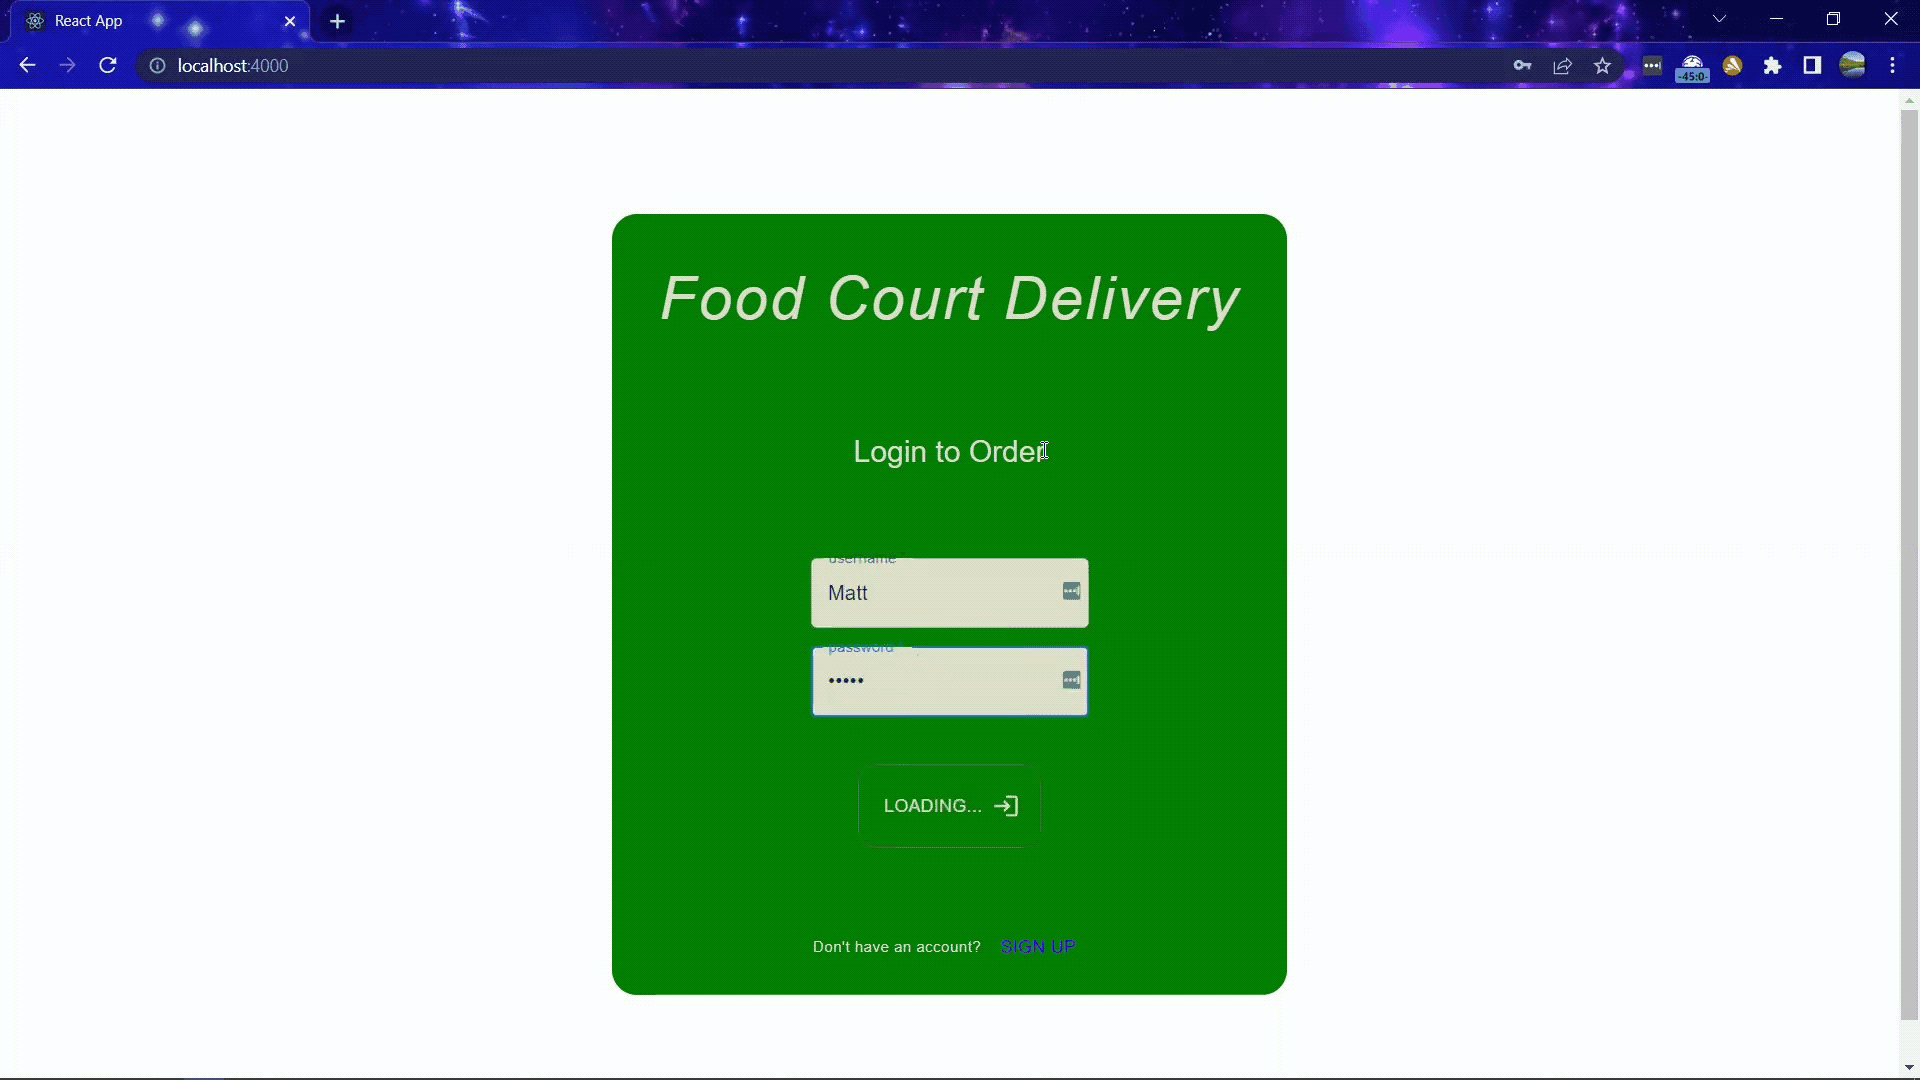 React App
localhost:4000
-45:0-
Food Court Delivery
Login to Order
username *
Matt
password *
•••••
LOADING...
Don't have an account? SIGN UP